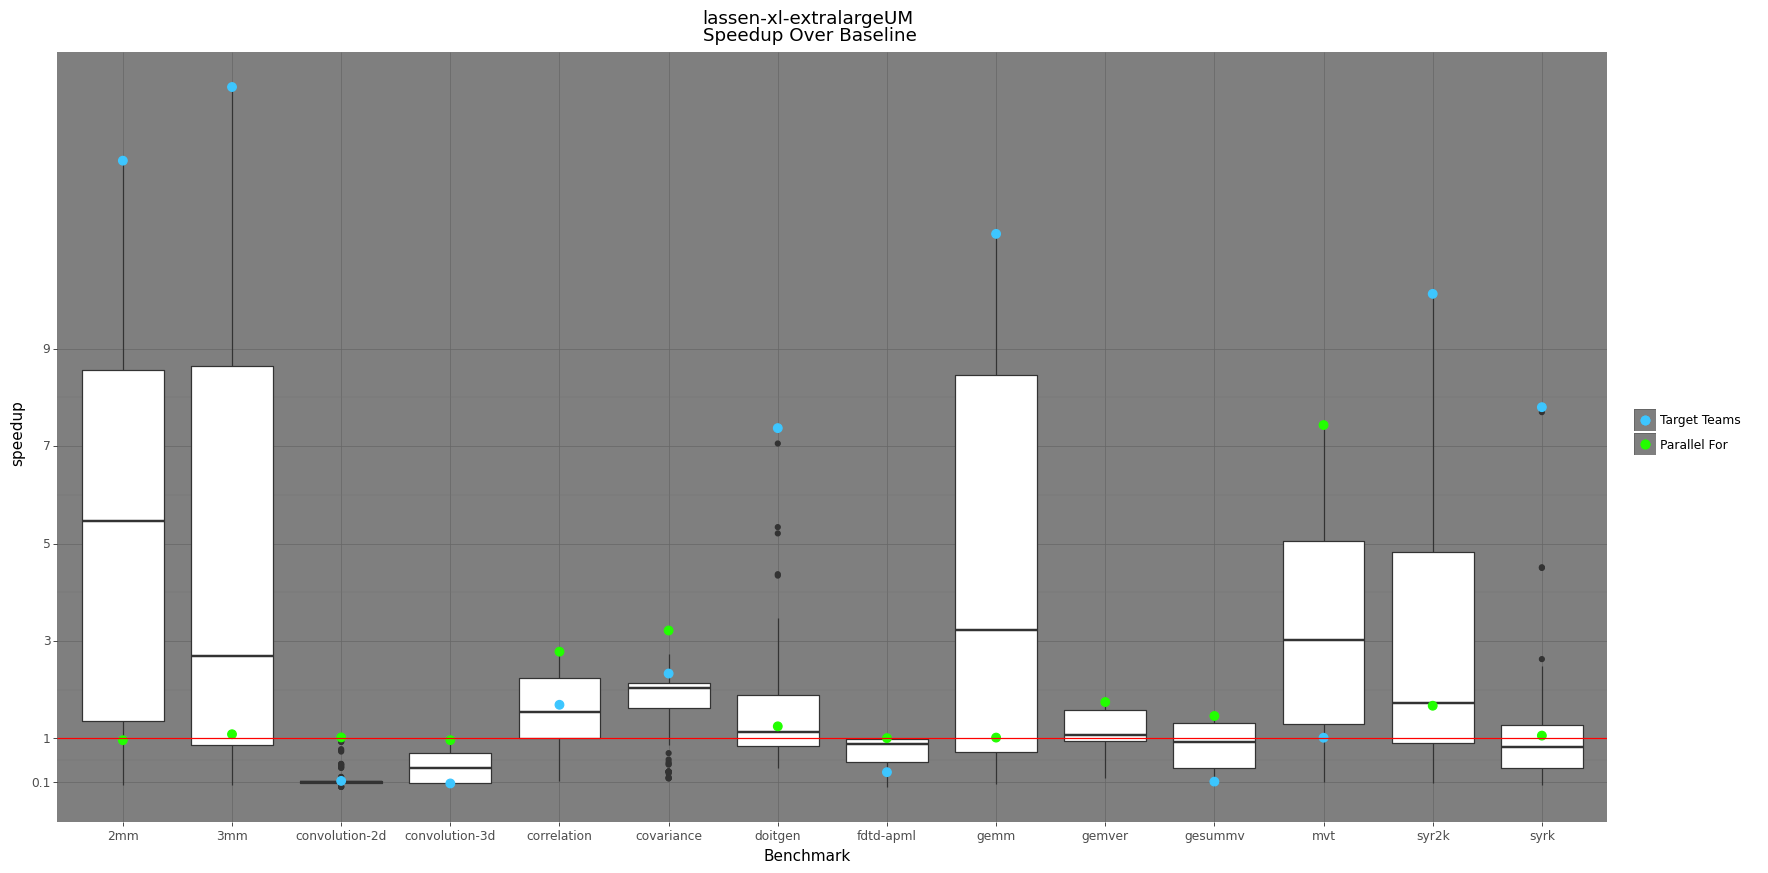 lassen-xl-extralargeUM
Speedup Over Baseline
speedup
9
7
5
3
1
0.1
2mm
3mm
convolution-2d
convolution-3d
correlation
covariance
doitgen
fdtd-apml
gemm
gemver
gesummv
mvt
syr2k
syrk
Benchmark
Target Teams
Parallel For